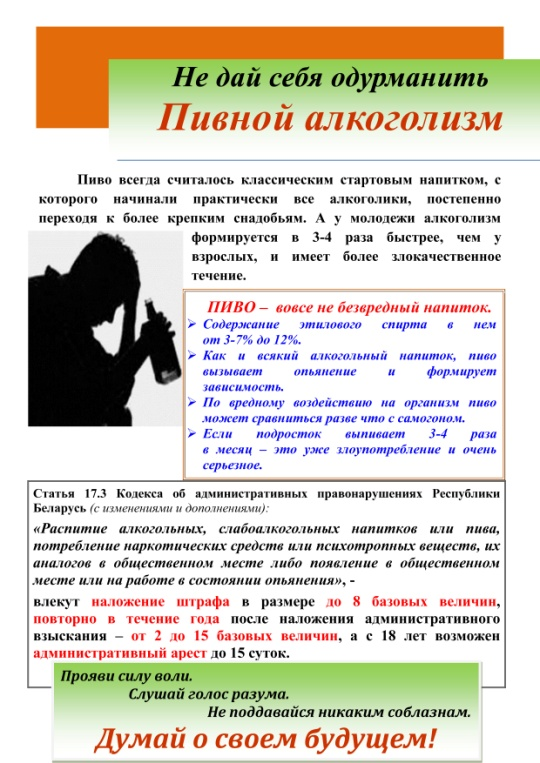 Не дай себя одурманить
Пивной алкоголизм
Пиво всегда считалось классическим стартовым напитком, с
которого начинали практически все алкоголики, постепенно
переходя к более крепким снадобьям. А у молодежи алкоголизм
формируется в 3-4 раза быстрее, чем у
взрослых, и имеет более злокачественное
течение.
ПИВО – вовсе не безвредный напиток.
➢ Содержание этилового спирта в нем
от 3-7% до 12%.
➢ Как и всякий алкогольный напиток, пиво
вызывает опьянение и формирует
зависимость.
➢ По вредному воздействию на организм пиво
может сравниться разве что с самогоном.
➢ Если подросток выпивает 3-4 раза
в месяц – это уже злоупотребление и очень
серьезное.
Статья 17.3 Кодекса об административных правонарушениях Республики
Беларусь (с изменениями и дополнениями):
«Распитие алкогольных, слабоалкогольных напитков или пива,
потребление наркотических средств или психотропных веществ, их
аналогов в общественном месте либо появление в общественном
месте или на работе в состоянии опьянения», -
влекут наложение штрафа в размере до 8 базовых величин,
повторно в течение года после наложения административного
взыскания – от 2 до 15 базовых величин, а с 18 лет возможен
административный арест до 15 суток.
Прояви силу воли.
Слушай голос разума.
Не поддавайся никаким соблазнам.
Думай о своем будущем!